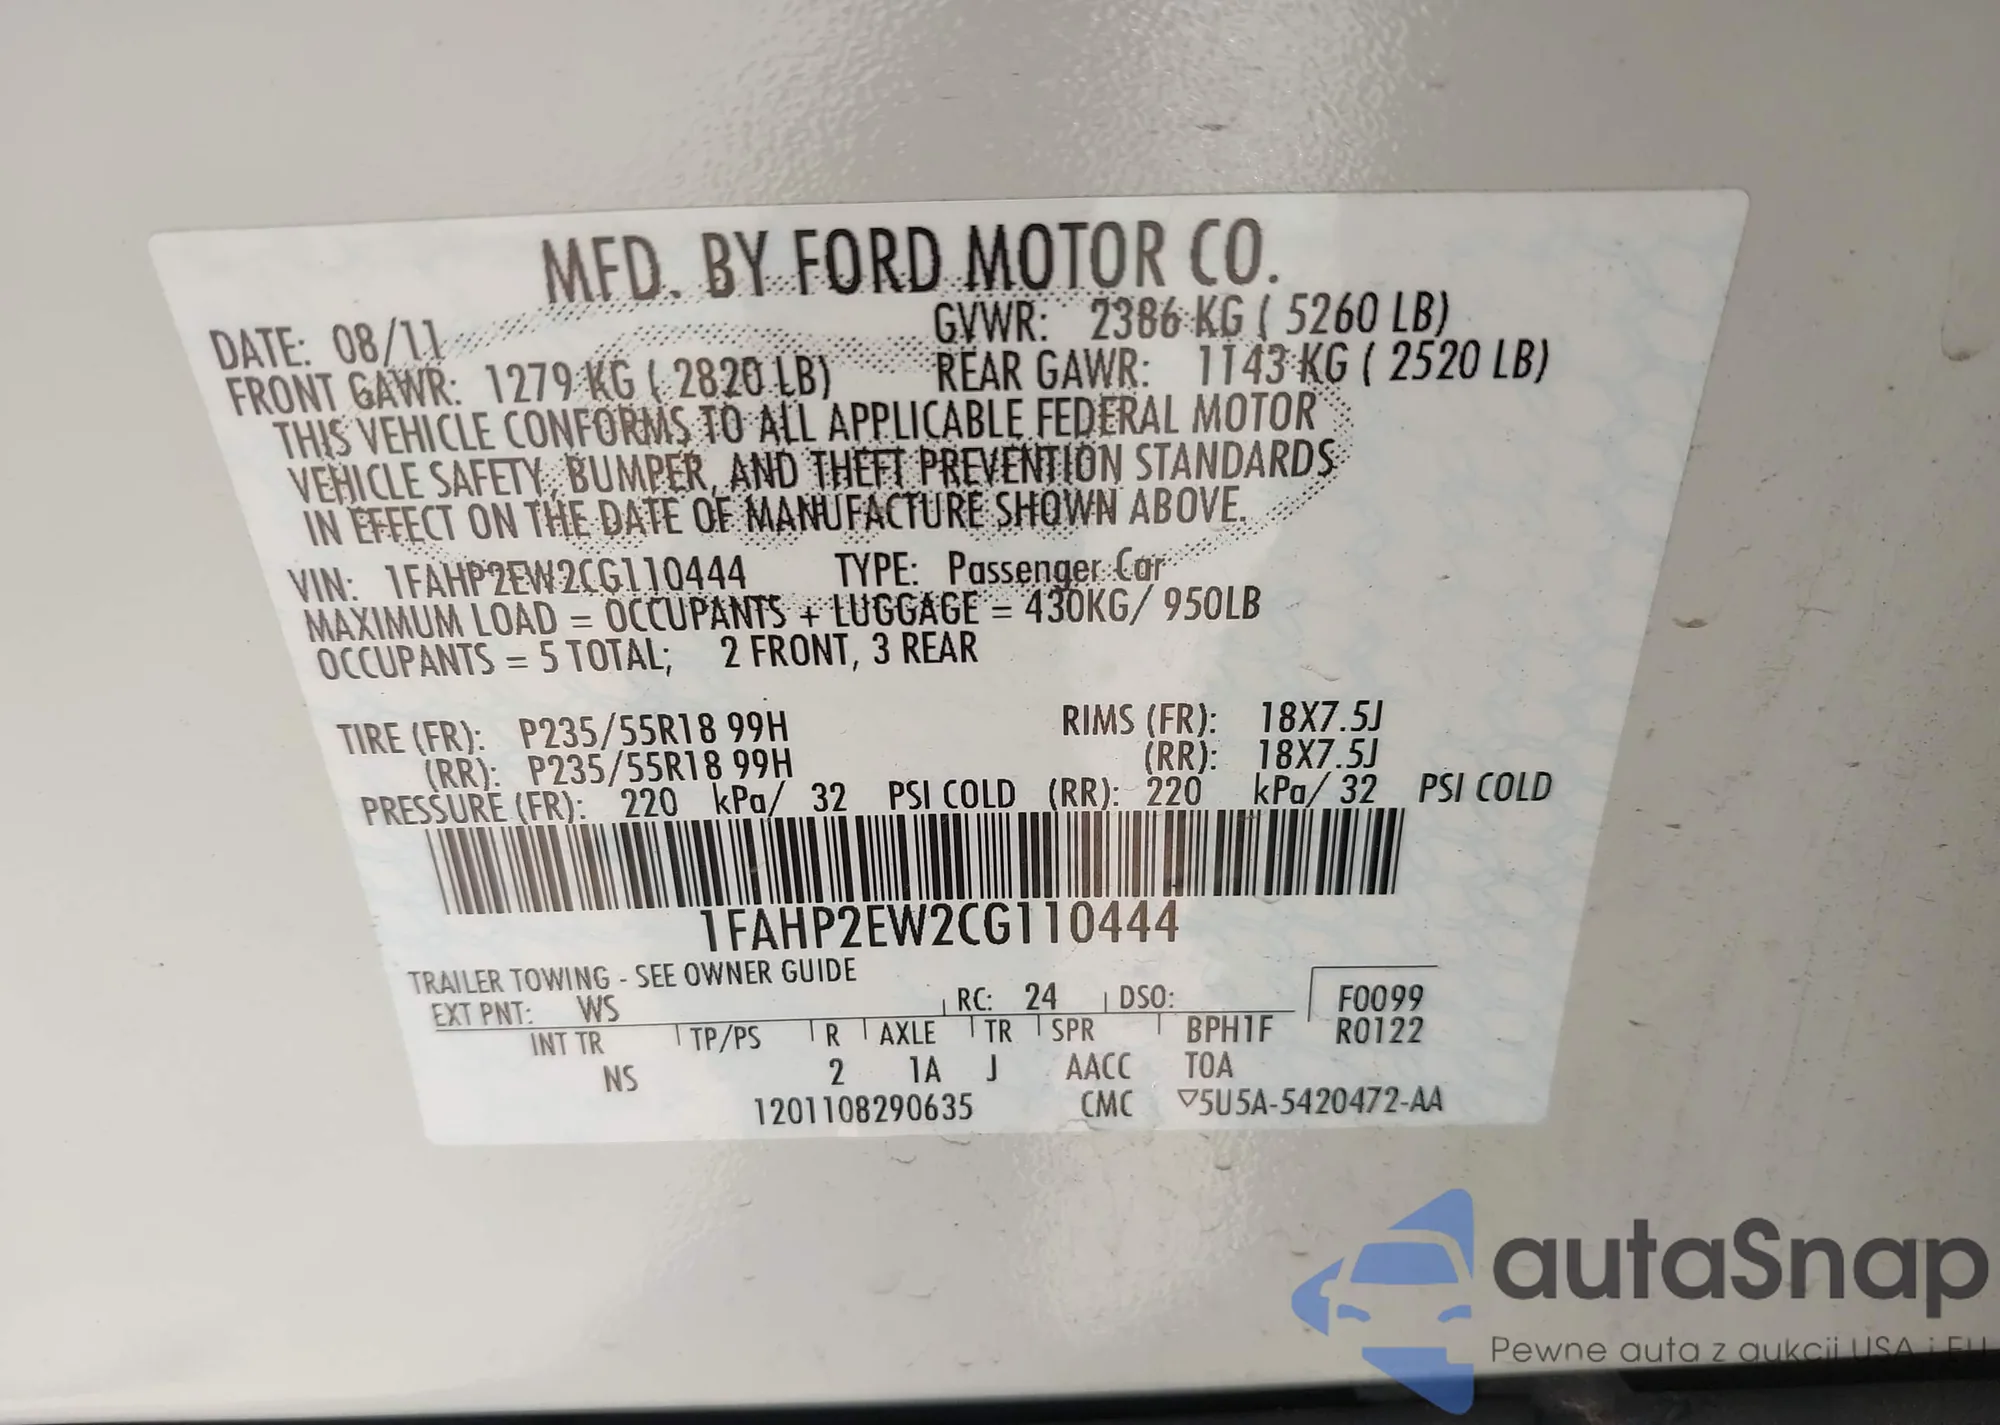 MFD. BY FORD MOTOR CO.
DATE: 08/11 GVWR: 2386 KG ( 5260 LB)
FRONT GAWR: 1279 KG ( 2820 LB) REAR GAWR: 1143 KG ( 2520 LB)
THIS VEHICLE CONFORMS TO ALL APPLICABLE FEDERAL MOTOR
VEHICLE SAFETY, BUMPER, AND THEFT PREVENTION STANDARDS
IN EFFECT ON THE DATE OF MANUFACTURE SHOWN ABOVE.
VIN: 1FAHP2EW2CG110444 TYPE: Passenger Car
MAXIMUM LOAD = OCCUPANTS + LUGGAGE = 430KG/ 950LB
OCCUPANTS = 5 TOTAL; 2 FRONT, 3 REAR
TIRE (FR): P235/55R18 99H RIMS (FR): 18X7.5J
(RR): P235/55R18 99H (RR): 18X7.5J
PRESSURE (FR): 220 kPa/ 32 PSI COLD (RR): 220 kPa/ 32 PSI COLD
1FAHP2EW2CG110444
TRAILER TOWING - SEE OWNER GUIDE
EXT PNT: WS RC: 24 DSO: F0099
INT TR TP/PS R AXLE TR SPR BPH1F R0122
NS 2 1A J AACC TOA
1201108290635 CMC ▽5U5A-5420472-AA
autaSnap
Pewne auta z aukcji USA i EU